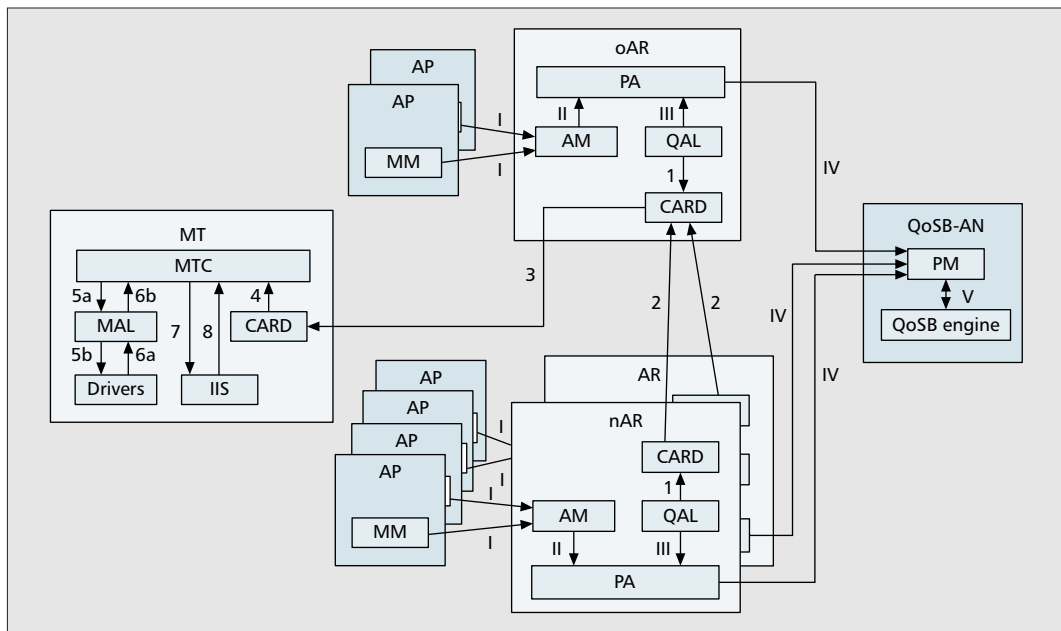 oAR
PA
II
III
AM
QAL
1
CARD
AP
AP
MM
I
I
IV
QoSB-AN
PM
V
QoSB engine
MT
MTC
5a
6b
4
MAL
CARD
7
8
5b
6a
Drivers
IIS
3
2
2
IV
IV
AP
AP
AP
AP
MM
I
I
I
I
AR
nAR
CARD
1
AM
QAL
II
III
PA